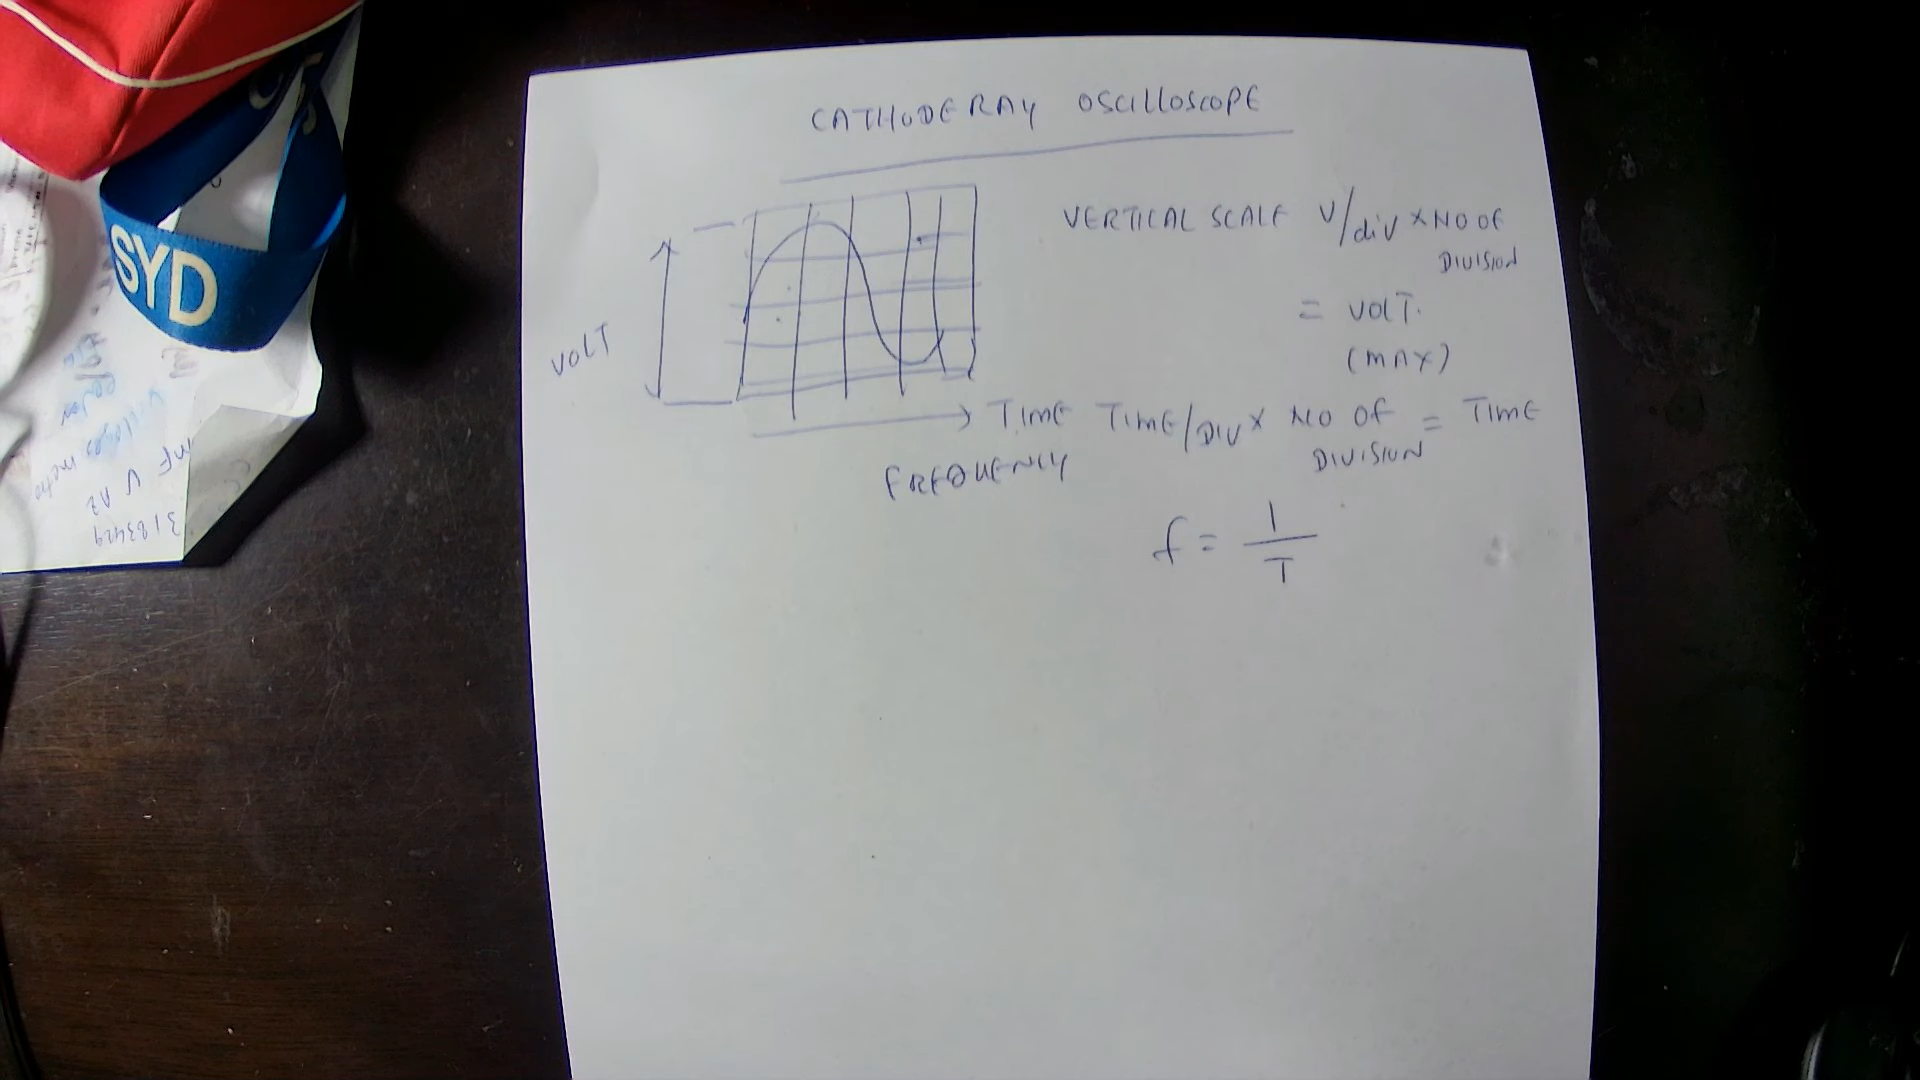 CATHODE RAY OSCILLOSCOPE
VERTICAL SCALE V/div × NO OF
DIVISION
= VOLT.
(MAX)
VOLT
TIME TIME/DIV × NO OF = TIME
DIVISION
FREQUENCY
f = 1
T
SYD
3183429